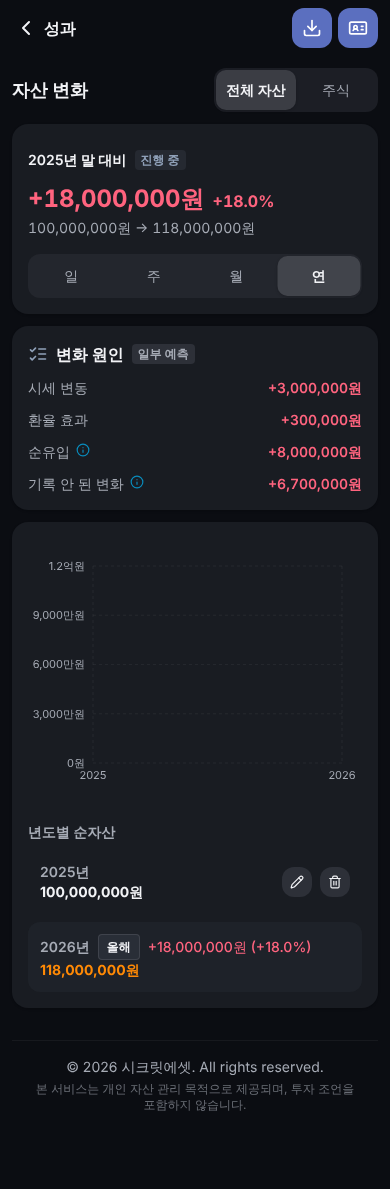 성과
자산 변화
전체 자산
주식
2025년 말 대비 진행 중
+18,000,000원 +18.0%
100,000,000원 → 118,000,000원
일 주 월 연
변화 원인 일부 예측
시세 변동 +3,000,000원
환율 효과 +300,000원
순유입 +8,000,000원
기록 안 된 변화 +6,700,000원
1.2억원
9,000만원
6,000만원
3,000만원
0원
2025 2026
년도별 순자산
2025년
100,000,000원
2026년 올해 +18,000,000원 (+18.0%)
118,000,000원
© 2026 시크릿에셋. All rights reserved.
본 서비스는 개인 자산 관리 목적으로 제공되며, 투자 조언을
포함하지 않습니다.